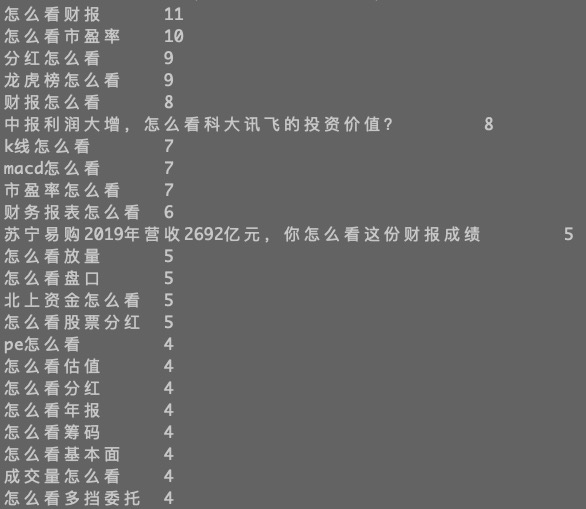 怎么看财报 11
怎么看市盈率 10
分红怎么看 9
龙虎榜怎么看 9
财报怎么看 8
中报利润大增，怎么看科大讯飞的投资价值？ 8
k线怎么看 7
macd怎么看 7
市盈率怎么看 7
财务报表怎么看 6
苏宁易购2019年营收2692亿元，你怎么看这份财报成绩 5
怎么看放量 5
怎么看盘口 5
北上资金怎么看 5
怎么看股票分红 5
pe怎么看 4
怎么看估值 4
怎么看分红 4
怎么看年报 4
怎么看筹码 4
怎么看基本面 4
成交量怎么看 4
怎么看多挡委托 4